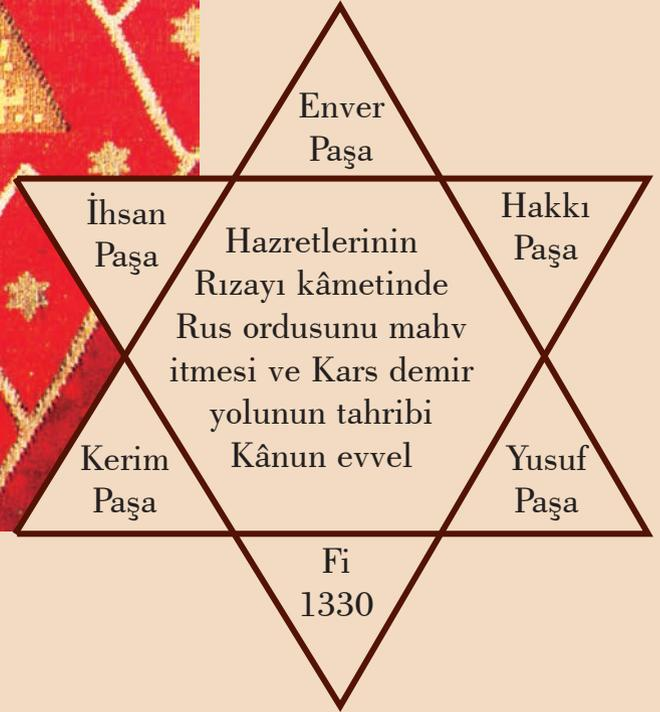 Enver
Paşa
İhsan
Paşa
Hakkı
Paşa
Hazretlerinin
Rızayı kâmetinde
Rus ordusunu mahv
itmesi ve Kars demir
yolunun tahribi
Kânun evvel
Kerim
Paşa
Yusuf
Paşa
Fi
1330